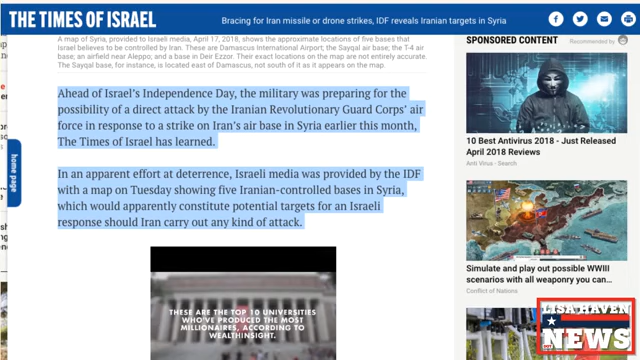 THE TIMES OF ISRAEL
Bracing for Iran missile or drone strikes, IDF reveals Iranian targets in Syria
A map of Syria, provided to Israeli media, April 17, 2018, shows the approximate locations of five bases that
Israel believes to be controlled by Iran. These are Damascus International Airport; the Sayqal air base; the T-4 air
base; an airfield near Aleppo; and a base in Deir Ezzor. Their exact locations on the map are not entirely accurate.
The Sayqal base, for instance, is located east of Damascus, not south of it as it appears on the map.
Ahead of Israel's Independence Day, the military was preparing for the
possibility of a direct attack by the Iranian Revolutionary Guard Corps' air
force in response to a strike on Iran's air base in Syria earlier this month,
The Times of Israel has learned.
In an apparent effort at deterrence, Israeli media was provided by the IDF
with a map on Tuesday showing five Iranian-controlled bases in Syria,
which would apparently constitute potential targets for an Israeli
response should Iran carry out any kind of attack.
home page
THESE ARE THE TOP 10 UNIVERSITIES
WHO'VE PRODUCED THE MOST
MILLIONAIRES, ACCORDING TO
WEALTHINSIGHT.
SPONSORED CONTENT
Recommended by
10 Best Antivirus 2018 - Just Released
April 2018 Reviews
Anti Virus - Search
Simulate and play out possible WWIII
scenarios with all weaponry you can...
Conflict of Nations
LISA HAVEN
NEWS